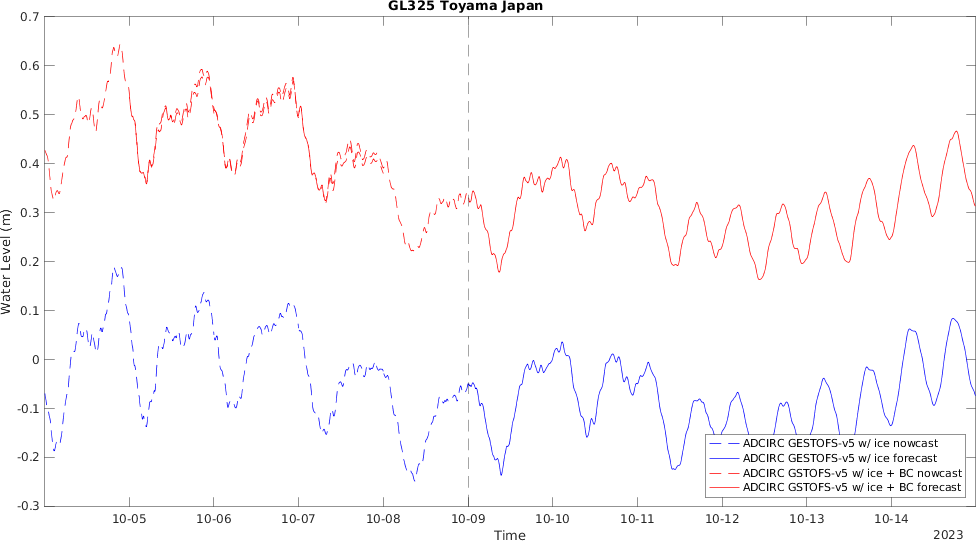 GL325 Toyama Japan
0.7
0.6
0.5
0.4
0.3
0.2
0.1
0
-0.1
-0.2
-0.3
Water Level (m)
ADCIRC GESTOFS-v5 w/ ice nowcast
ADCIRC GESTOFS-v5 w/ ice forecast
ADCIRC GSTOFS-v5 w/ ice + BC nowcast
ADCIRC GSTOFS-v5 w/ ice + BC forecast
10-05 10-06 10-07 10-08 10-09 10-10 10-11 10-12 10-13 10-14
Time
2023